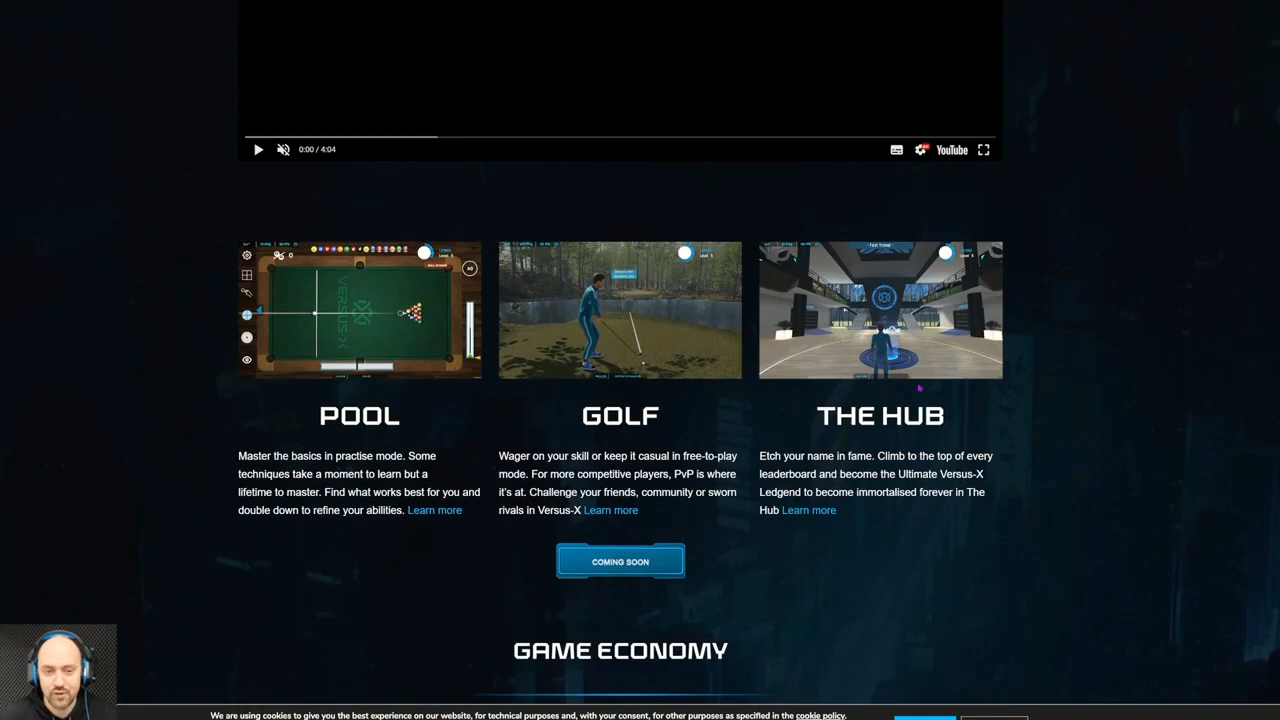 0:00 / 4:04
YouTube
VERSUS-X
POOL
GOLF
THE HUB
Master the basics in practise mode. Some
techniques take a moment to learn but a
lifetime to master. Find what works best for you and
double down to refine your abilities. Learn more
Wager on your skill or keep it casual in free-to-play
mode. For more competitive players, PvP is where
it's at. Challenge your friends, community or sworn
rivals in Versus-X Learn more
Etch your name in fame. Climb to the top of every
leaderboard and become the Ultimate Versus-X
Ledgend to become immortalised forever in The
Hub Learn more
COMING SOON
GAME ECONOMY
We are using cookies to give you the best experience on our website, for technical purposes and, with your consent, for other purposes as specified in the cookie policy.